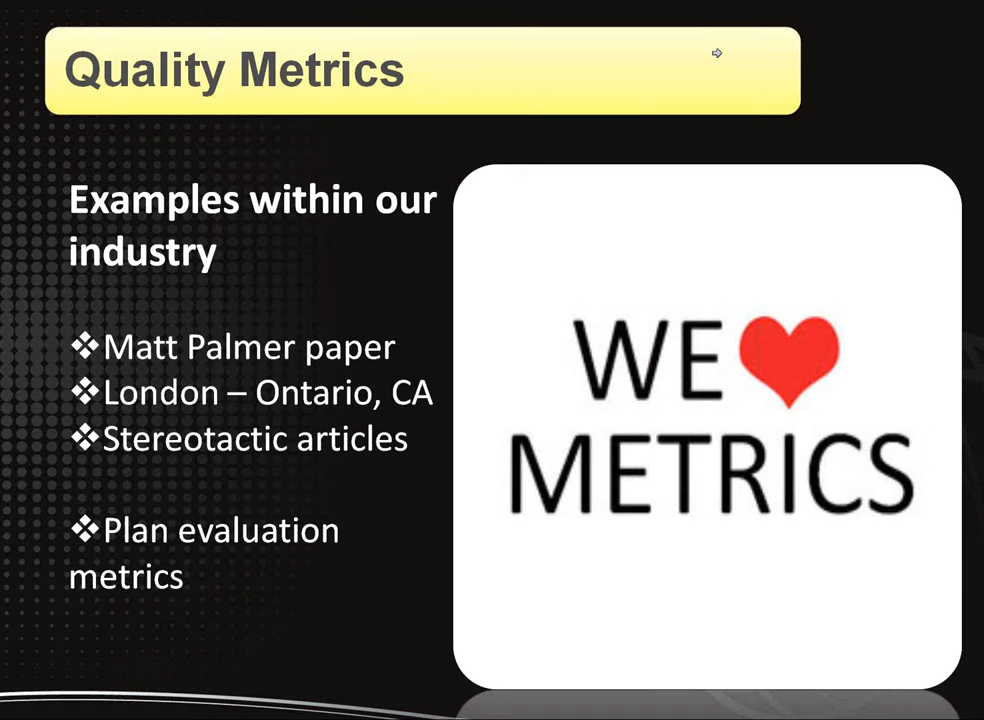 Quality Metrics
Examples within our
industry
❖Matt Palmer paper
❖London – Ontario, CA
❖Stereotactic articles
❖Plan evaluation
metrics
WE ❤
METRICS